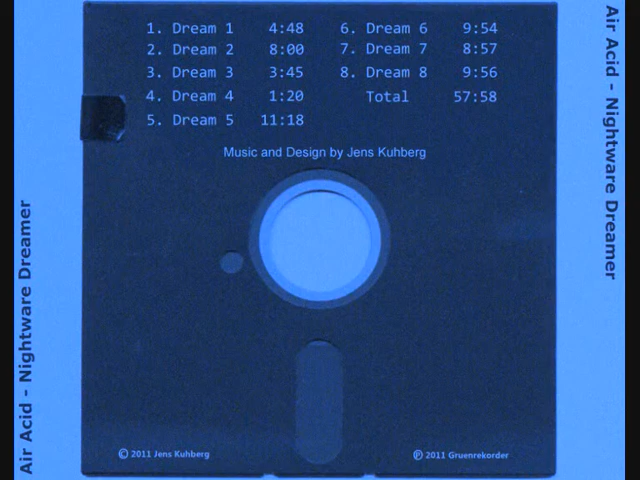 1. Dream 1 4:48 6. Dream 6 9:54
2. Dream 2 8:00 7. Dream 7 8:57
3. Dream 3 3:45 8. Dream 8 9:56
4. Dream 4 1:20 Total 57:58
5. Dream 5 11:18
Music and Design by Jens Kuhberg
Air Acid - Nightware Dreamer
Air Acid - Nightware Dreamer
© 2011 Jens Kuhberg
℗ 2011 Gruenrekorder